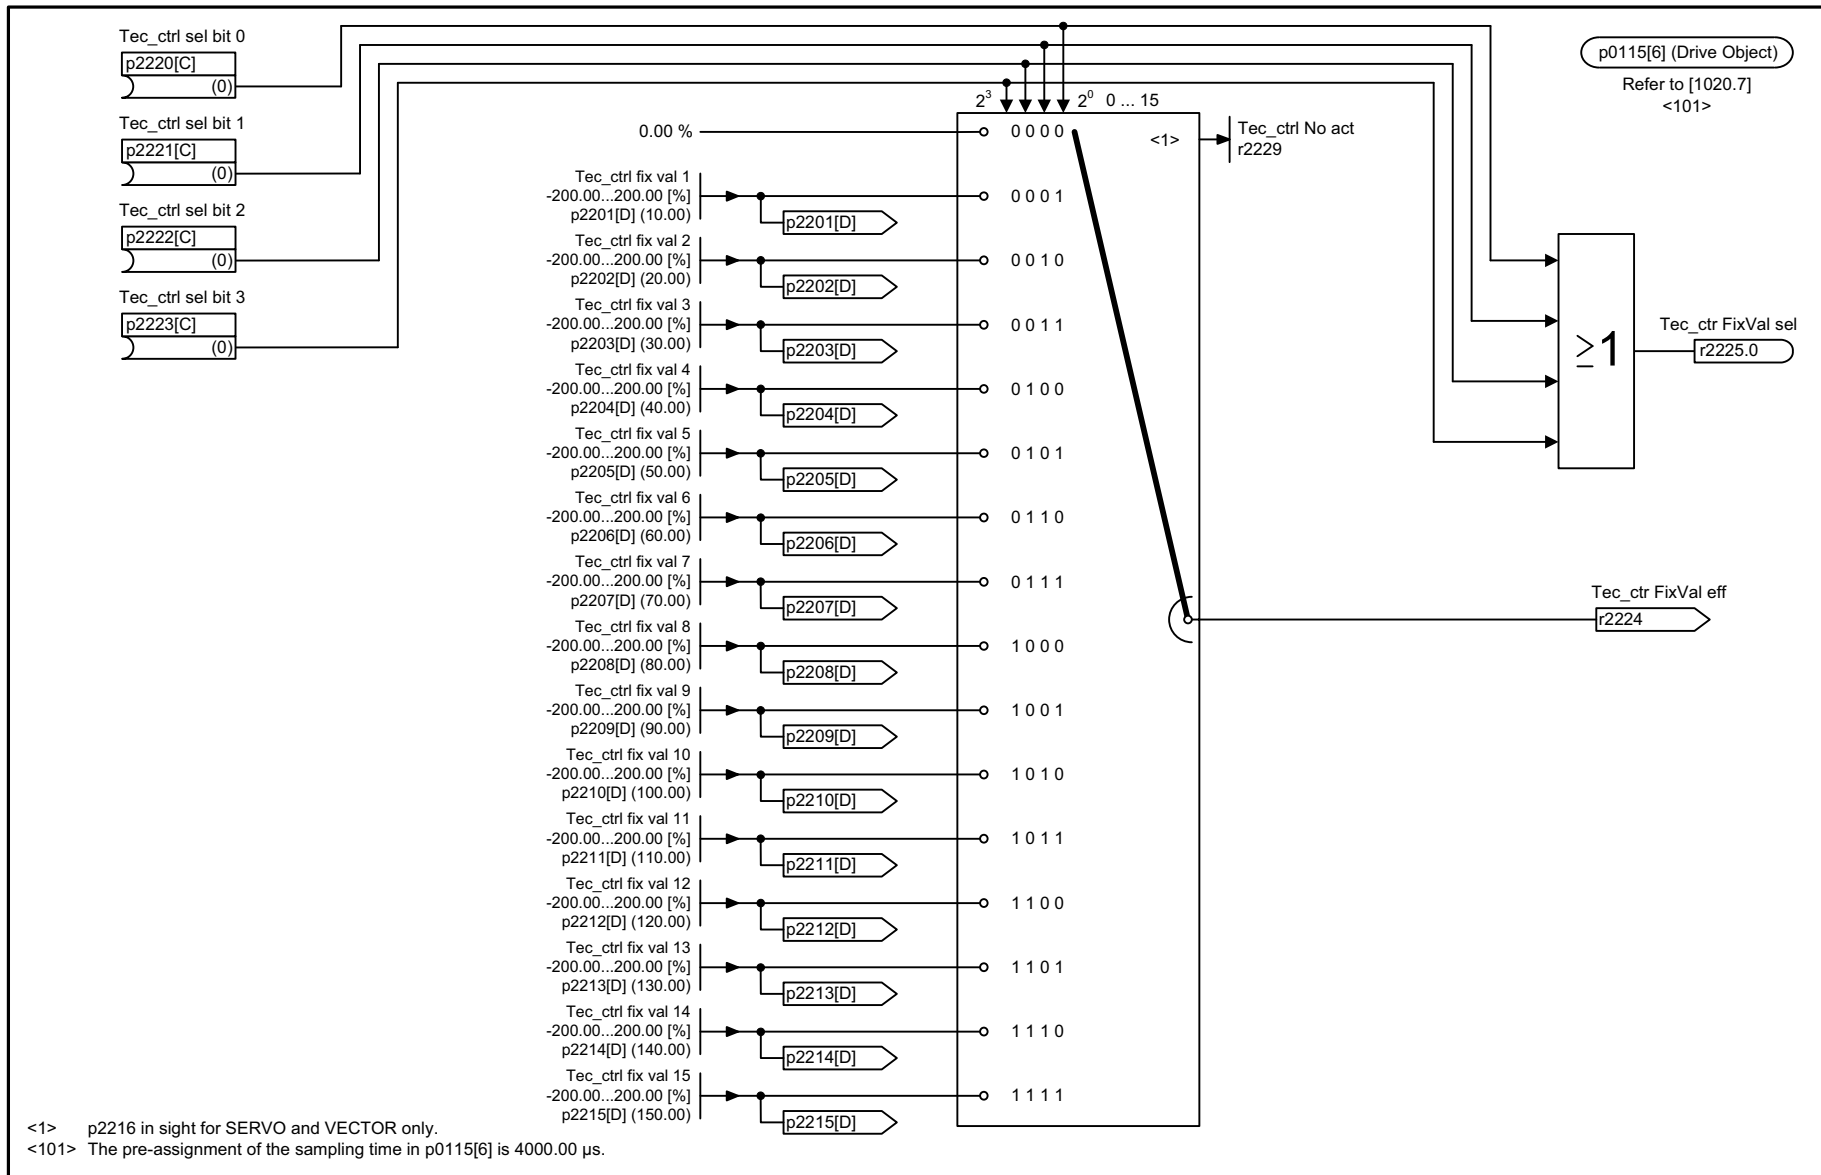 Tec_ctrl sel bit 0
p2220[C]
(0)
Tec_ctrl sel bit 1
p2221[C]
(0)
Tec_ctrl sel bit 2
p2222[C]
(0)
Tec_ctrl sel bit 3
p2223[C]
(0)
p0115[6] (Drive Object)
Refer to [1020.7]
<101>
2³ 2⁰ 0 ... 15
0.00 % 0 0 0 0
<1>
Tec_ctrl No act
r2229
Tec_ctrl fix val 1
-200.00...200.00 [%] 0 0 0 1
p2201[D] (10.00)
p2201[D]
Tec_ctrl fix val 2
-200.00...200.00 [%] 0 0 1 0
p2202[D] (20.00)
p2202[D]
Tec_ctrl fix val 3
-200.00...200.00 [%] 0 0 1 1
p2203[D] (30.00)
p2203[D]
Tec_ctrl fix val 4
-200.00...200.00 [%] 0 1 0 0
p2204[D] (40.00)
p2204[D]
Tec_ctrl fix val 5
-200.00...200.00 [%] 0 1 0 1
p2205[D] (50.00)
p2205[D]
Tec_ctrl fix val 6
-200.00...200.00 [%] 0 1 1 0
p2206[D] (60.00)
p2206[D]
Tec_ctrl fix val 7
-200.00...200.00 [%] 0 1 1 1
p2207[D] (70.00)
p2207[D]
Tec_ctrl fix val 8
-200.00...200.00 [%] 1 0 0 0
p2208[D] (80.00)
p2208[D]
Tec_ctrl fix val 9
-200.00...200.00 [%] 1 0 0 1
p2209[D] (90.00)
p2209[D]
Tec_ctrl fix val 10
-200.00...200.00 [%] 1 0 1 0
p2210[D] (100.00)
p2210[D]
Tec_ctrl fix val 11
-200.00...200.00 [%] 1 0 1 1
p2211[D] (110.00)
p2211[D]
Tec_ctrl fix val 12
-200.00...200.00 [%] 1 1 0 0
p2212[D] (120.00)
p2212[D]
Tec_ctrl fix val 13
-200.00...200.00 [%] 1 1 0 1
p2213[D] (130.00)
p2213[D]
Tec_ctrl fix val 14
-200.00...200.00 [%] 1 1 1 0
p2214[D] (140.00)
p2214[D]
Tec_ctrl fix val 15
-200.00...200.00 [%] 1 1 1 1
p2215[D] (150.00)
p2215[D]
≥1
Tec_ctr FixVal sel
r2225.0
Tec_ctr FixVal eff
r2224
<1> p2216 in sight for SERVO and VECTOR only.
<101> The pre-assignment of the sampling time in p0115[6] is 4000.00 µs.